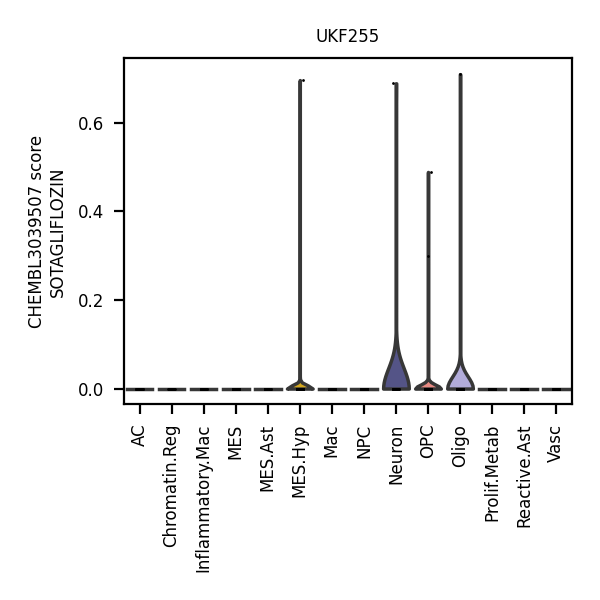 UKF255
CHEMBL3039507 score
SOTAGLIFLOZIN
0.6
0.4
0.2
0.0
AC
Chromatin.Reg
Inflammatory.Mac
MES
MES.Ast
MES.Hyp
Mac
NPC
Neuron
OPC
Oligo
Prolif.Metab
Reactive.Ast
Vasc